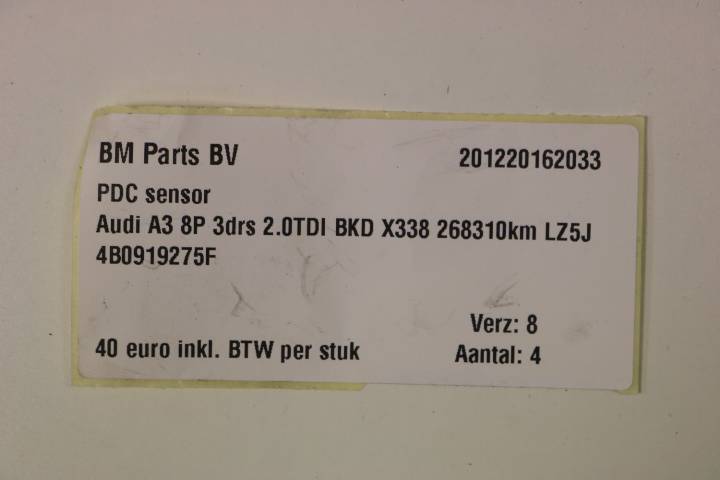 BM Parts BV 201220162033
PDC sensor
Audi A3 8P 3drs 2.0TDI BKD X338 268310km LZ5J
4B0919275F
Verz: 8
40 euro inkl. BTW per stuk Aantal: 4